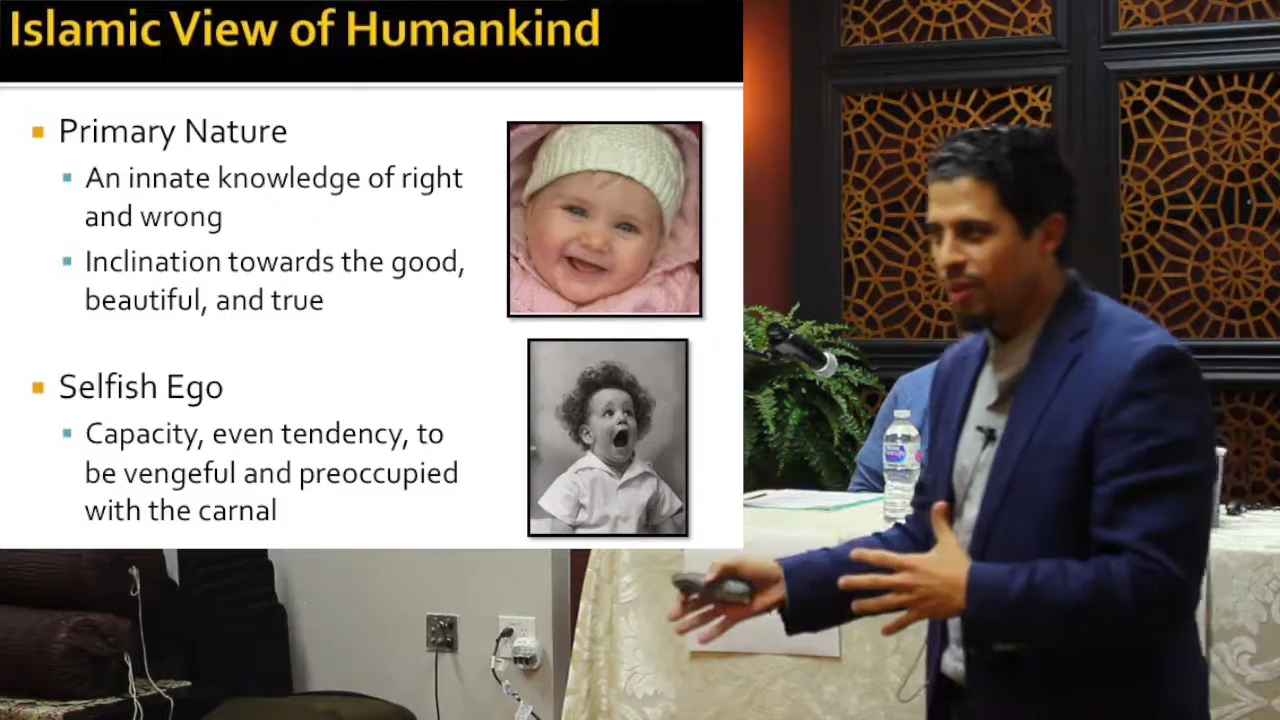 Islamic View of Humankind
Primary Nature
An innate knowledge of right
and wrong
Inclination towards the good,
beautiful, and true
Selfish Ego
Capacity, even tendency, to
be vengeful and preoccupied
with the carnal